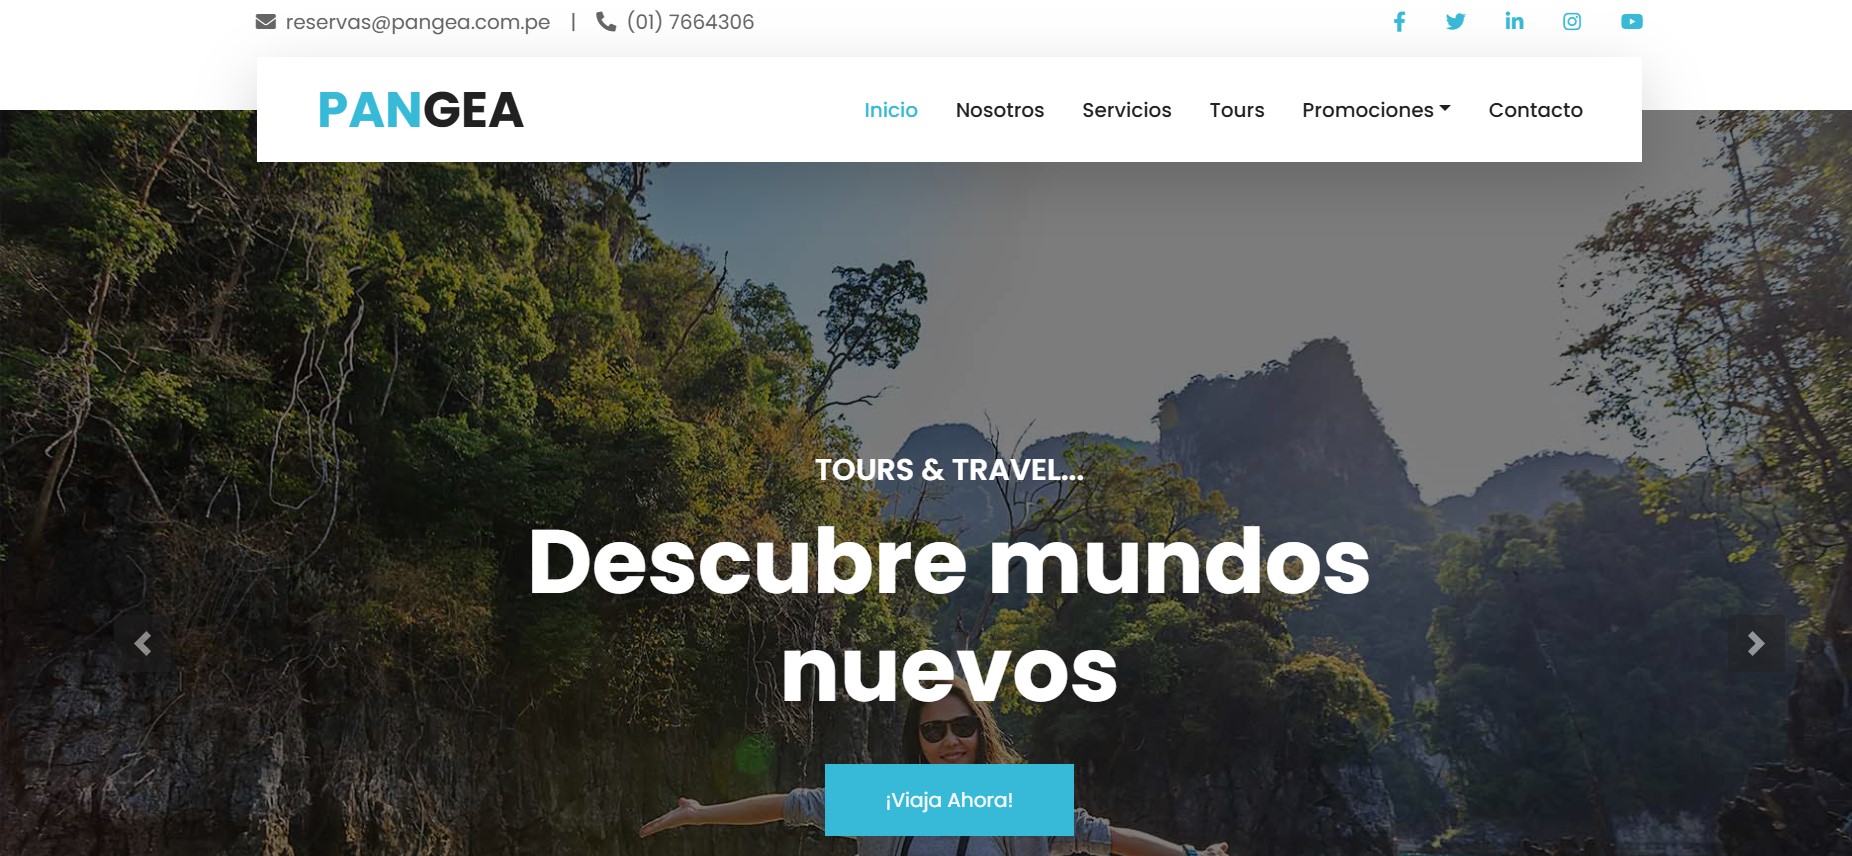 reservas@pangea.com.pe | (01) 7664306
PANGEA
Inicio Nosotros Servicios Tours Promociones Contacto
TOURS & TRAVEL...
Descubre mundos
nuevos
¡Viaja Ahora!